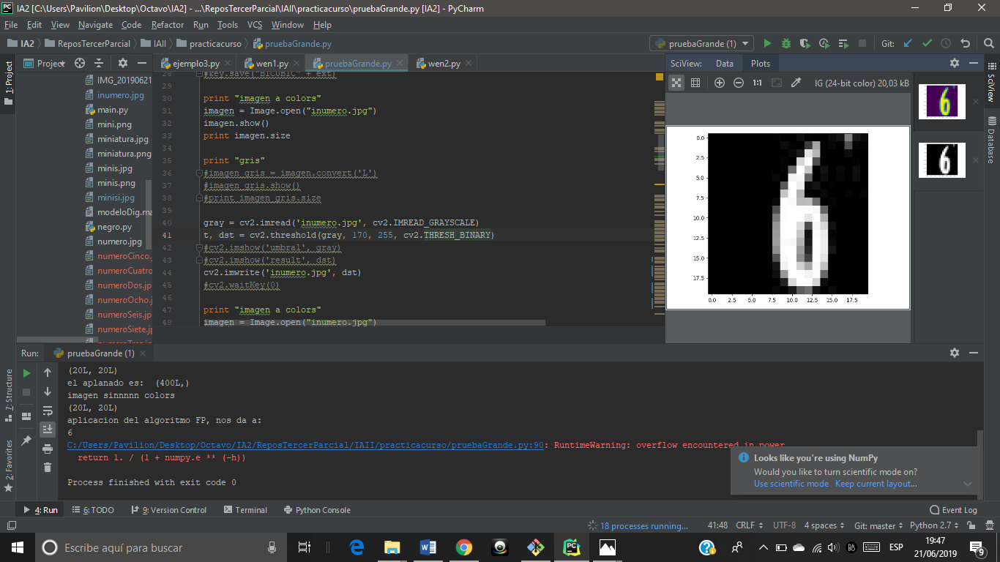 IA2 [C:\Users\Pavilion\Desktop\Octavo\IA2] - ...\ReposTercerParcial\IAII\practicacurso\pruebaGrande.py [IA2] - PyCharm
File Edit View Navigate Code Refactor Run Tools VCS Window Help
IA2 ReposTercerParcial IAII practicacurso pruebaGrande.py pruebaGrande (1) Git:
1: Project
Project
ejemplo3.py wen1.py pruebaGrande.py wen2.py
SciView: Data Plots
1:1 IG (24-bit color) 20,03 kB
SciView
Database
IMG_20190621
inumero.jpg
main.py
mini.png
miniatura.jpg
miniatura.png
minis.jpg
minis.png
minisi.jpg
modeloDig.ma
negro.py
numero.jpg
numeroCinco.
numeroCuatro
numeroDos.jp
numeroOcho.j
numeroSeis.jp
numeroSiete.jp
28 #key.save("BICUBIC" + ext)
29
30 print "imagen a colors"
31 imagen = Image.open("inumero.jpg")
32 imagen.show()
33 print imagen.size
34
35 print "gris"
36 #imagen_gris = imagen.convert('L')
37 #imagen_gris.show()
38 #print imagen_gris.size
39
40 gray = cv2.imread('inumero.jpg', cv2.IMREAD_GRAYSCALE)
41 t, dst = cv2.threshold(gray, 170, 255, cv2.THRESH_BINARY)
42 #cv2.imshow('umbral', gray)
43 #cv2.imshow('result', dst)
44 cv2.imwrite('inumero.jpg', dst)
45 #cv2.waitKey(0)
46
47 print "imagen a colors"
48 imagen = Image.open("inumero.jpg")
0.0
2.5
5.0
7.5
10.0
12.5
15.0
17.5
0.0 2.5 5.0 7.5 10.0 12.5 15.0 17.5
Run: pruebaGrande (1)
(20L, 20L)
el aplanado es:  (400L,)
imagen sinnnnn colors
(20L, 20L)
aplicacion del algoritmo FP, nos da a:
6
C:/Users/Pavilion/Desktop/Octavo/IA2/ReposTercerParcial/IAII/practicacurso/pruebaGrande.py:90: RuntimeWarning: overflow encountered in power
return 1. / (1 + numpy.e ** (-h))
Process finished with exit code 0
Looks like you're using NumPy
Would you like to turn scientific mode on?
Use scientific mode Keep current layout...
7: Structure
2: Favorites
4: Run 6: TODO 9: Version Control Terminal Python Console Event Log
18 processes running... 41:48 CRLF UTF-8 4 spaces Git: master Python 2.7
Escribe aquí para buscar
ESP
19:47
21/06/2019
9